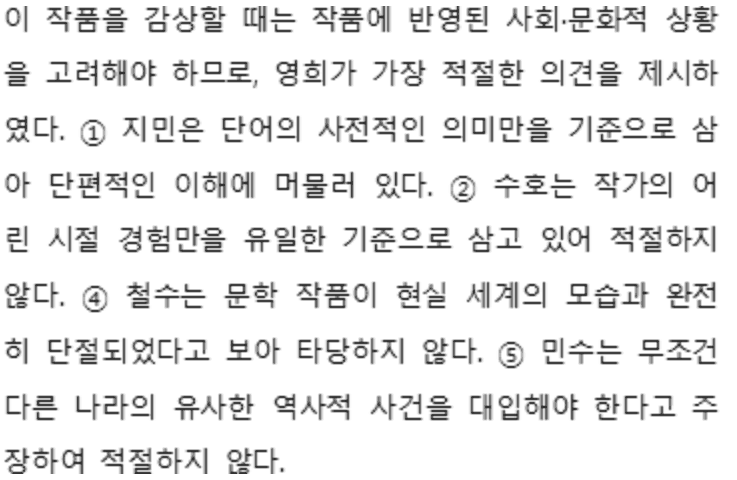 이 작품을 감상할 때는 작품에 반영된 사회·문화적 상황
을 고려해야 하므로, 영희가 가장 적절한 의견을 제시하
였다. ① 지민은 단어의 사전적인 의미만을 기준으로 삼
아 단편적인 이해에 머물러 있다. ② 수호는 작가의 어
린 시절 경험만을 유일한 기준으로 삼고 있어 적절하지
않다. ④ 철수는 문학 작품이 현실 세계의 모습과 완전
히 단절되었다고 보아 타당하지 않다. ⑤ 민수는 무조건
다른 나라의 유사한 역사적 사건을 대입해야 한다고 주
장하여 적절하지 않다.